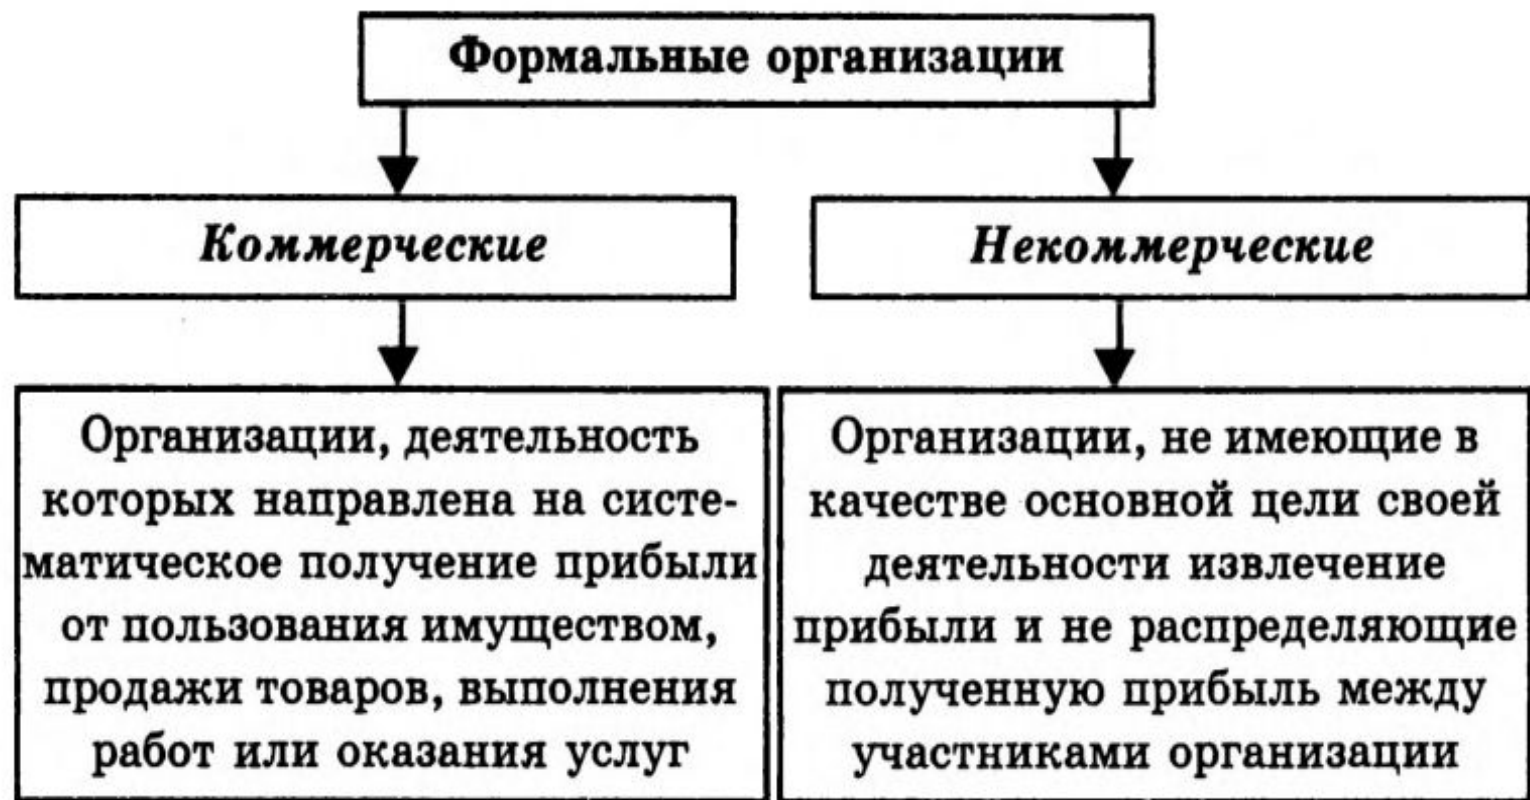 Формальные организации
Коммерческие
Некоммерческие
Организации, деятельность
которых направлена на систе-
матическое получение прибыли
от пользования имуществом,
продажи товаров, выполнения
работ или оказания услуг
Организации, не имеющие в
качестве основной цели своей
деятельности извлечение
прибыли и не распределяющие
полученную прибыль между
участниками организации